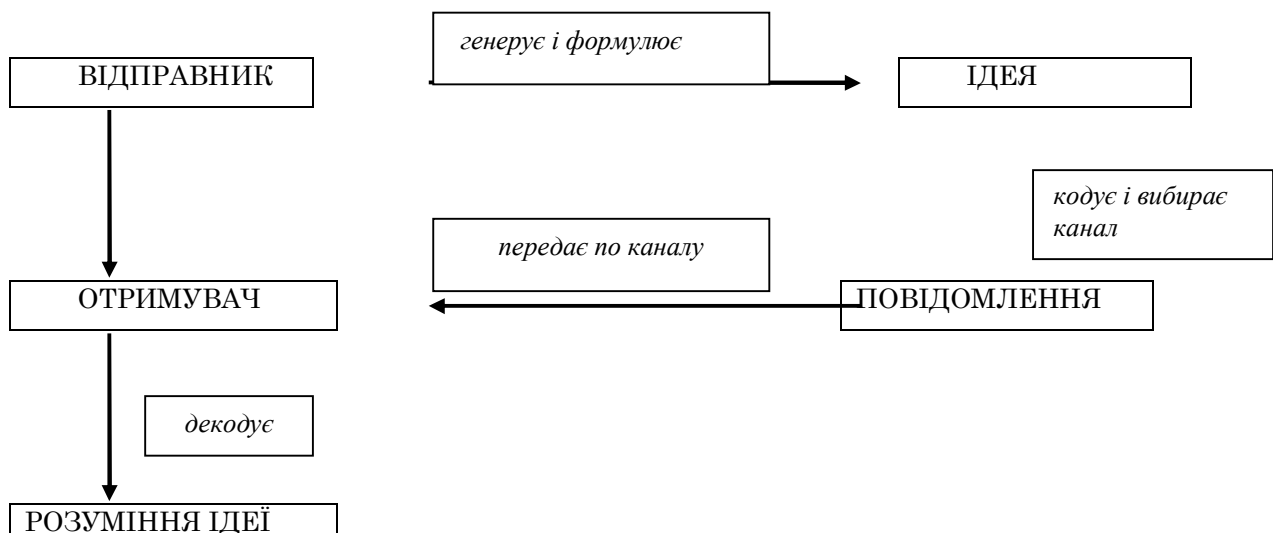 генерує і формулює
ВІДПРАВНИК
ІДЕЯ
кодує і вибирає
канал
передає по каналу
ОТРИМУВАЧ
ПОВІДОМЛЕННЯ
декодує
РОЗУМІННЯ ІДЕЇ